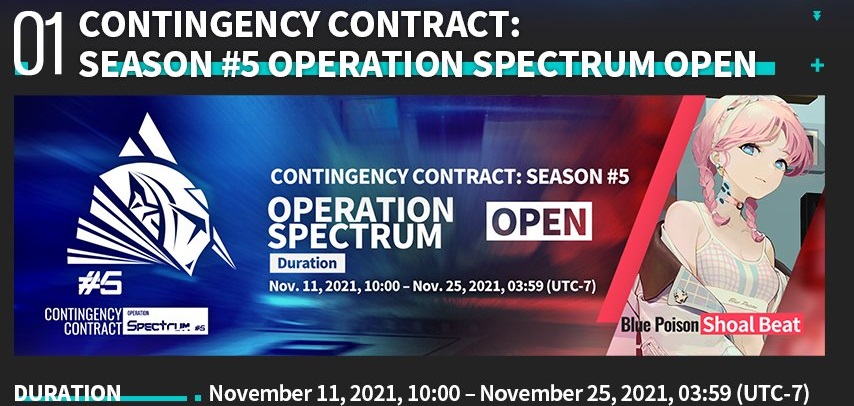 01 CONTINGENCY CONTRACT:
SEASON #5 OPERATION SPECTRUM OPEN
CONTINGENCY CONTRACT: SEASON #5
OPERATION
SPECTRUM
OPEN
Duration
Nov. 11, 2021, 10:00 – Nov. 25, 2021, 03:59 (UTC-7)
#5
CONTINGENCY
CONTRACT
OPERATION
Spectrum #5
Blue Poison Shoal Beat
DURATION November 11, 2021, 10:00 – November 25, 2021, 03:59 (UTC-7)